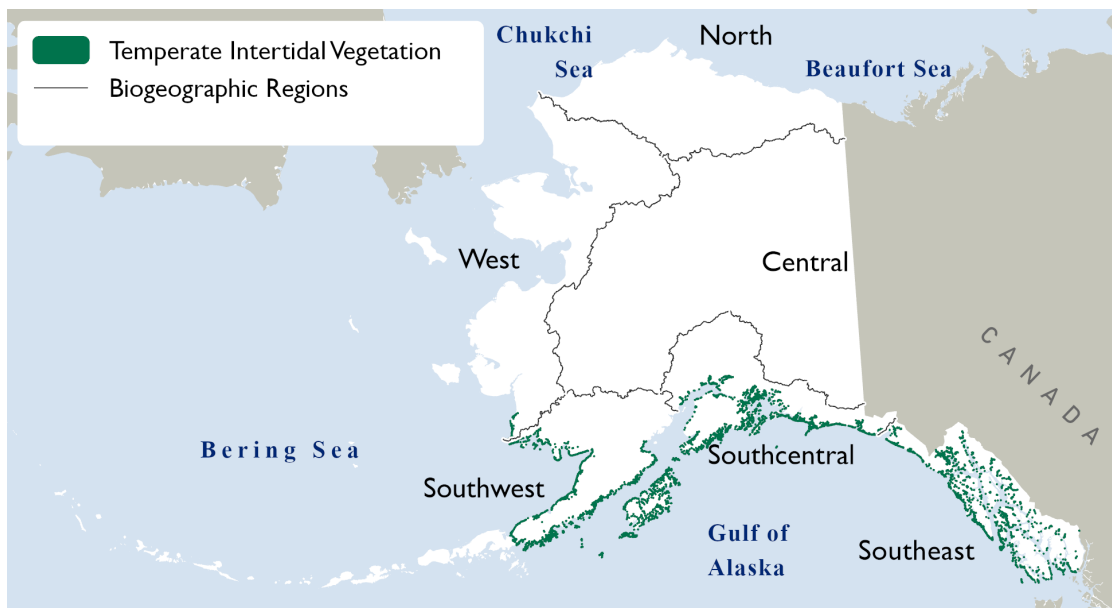 Temperate Intertidal Vegetation
Biogeographic Regions
Chukchi
Sea
North
Beaufort Sea
West
Central
CANADA
Bering Sea
Southwest
Southcentral
Gulf of
Alaska
Southeast